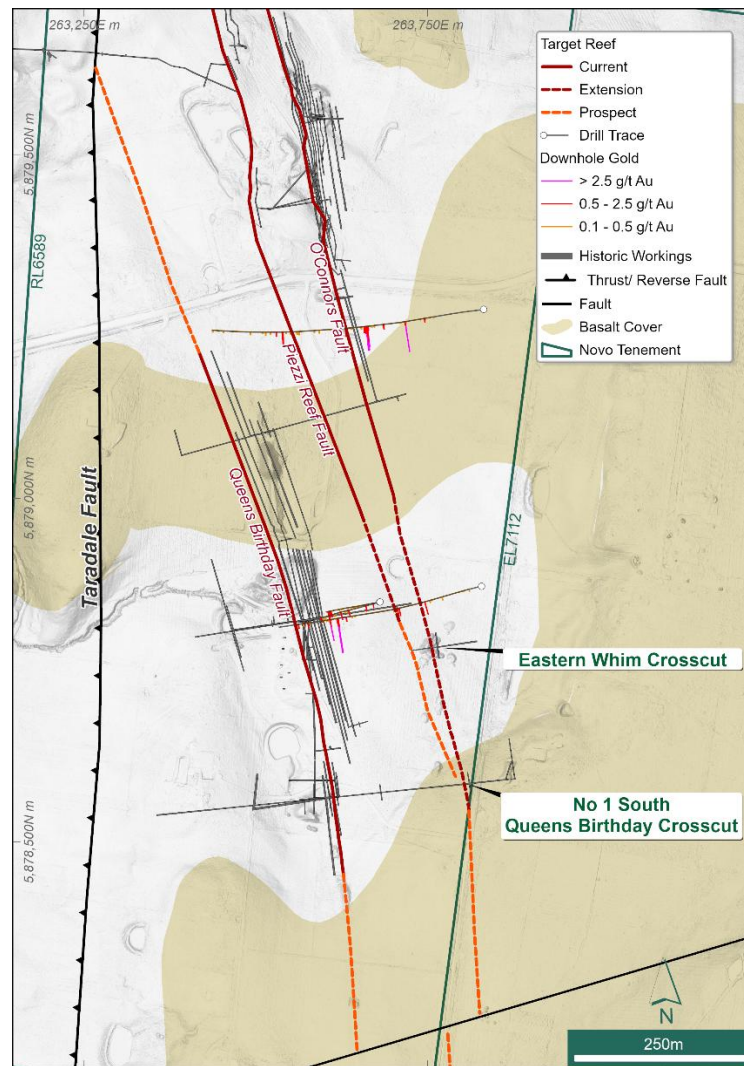 263,250E m
263,750E m
Target Reef
Current
Extension
Prospect
Drill Trace
Downhole Gold
> 2.5 g/t Au
0.5 - 2.5 g/t Au
0.1 - 0.5 g/t Au
Historic Workings
Thrust/ Reverse Fault
Fault
Basalt Cover
Novo Tenement
5,879,500N m
RL6589
O'Connors Fault
Piezzi Reef Fault
Queens Birthday Fault
5,879,000N m
Taradale Fault
EL7112
Eastern Whim Crosscut
No 1 South
Queens Birthday Crosscut
5,878,500N m
N
250m